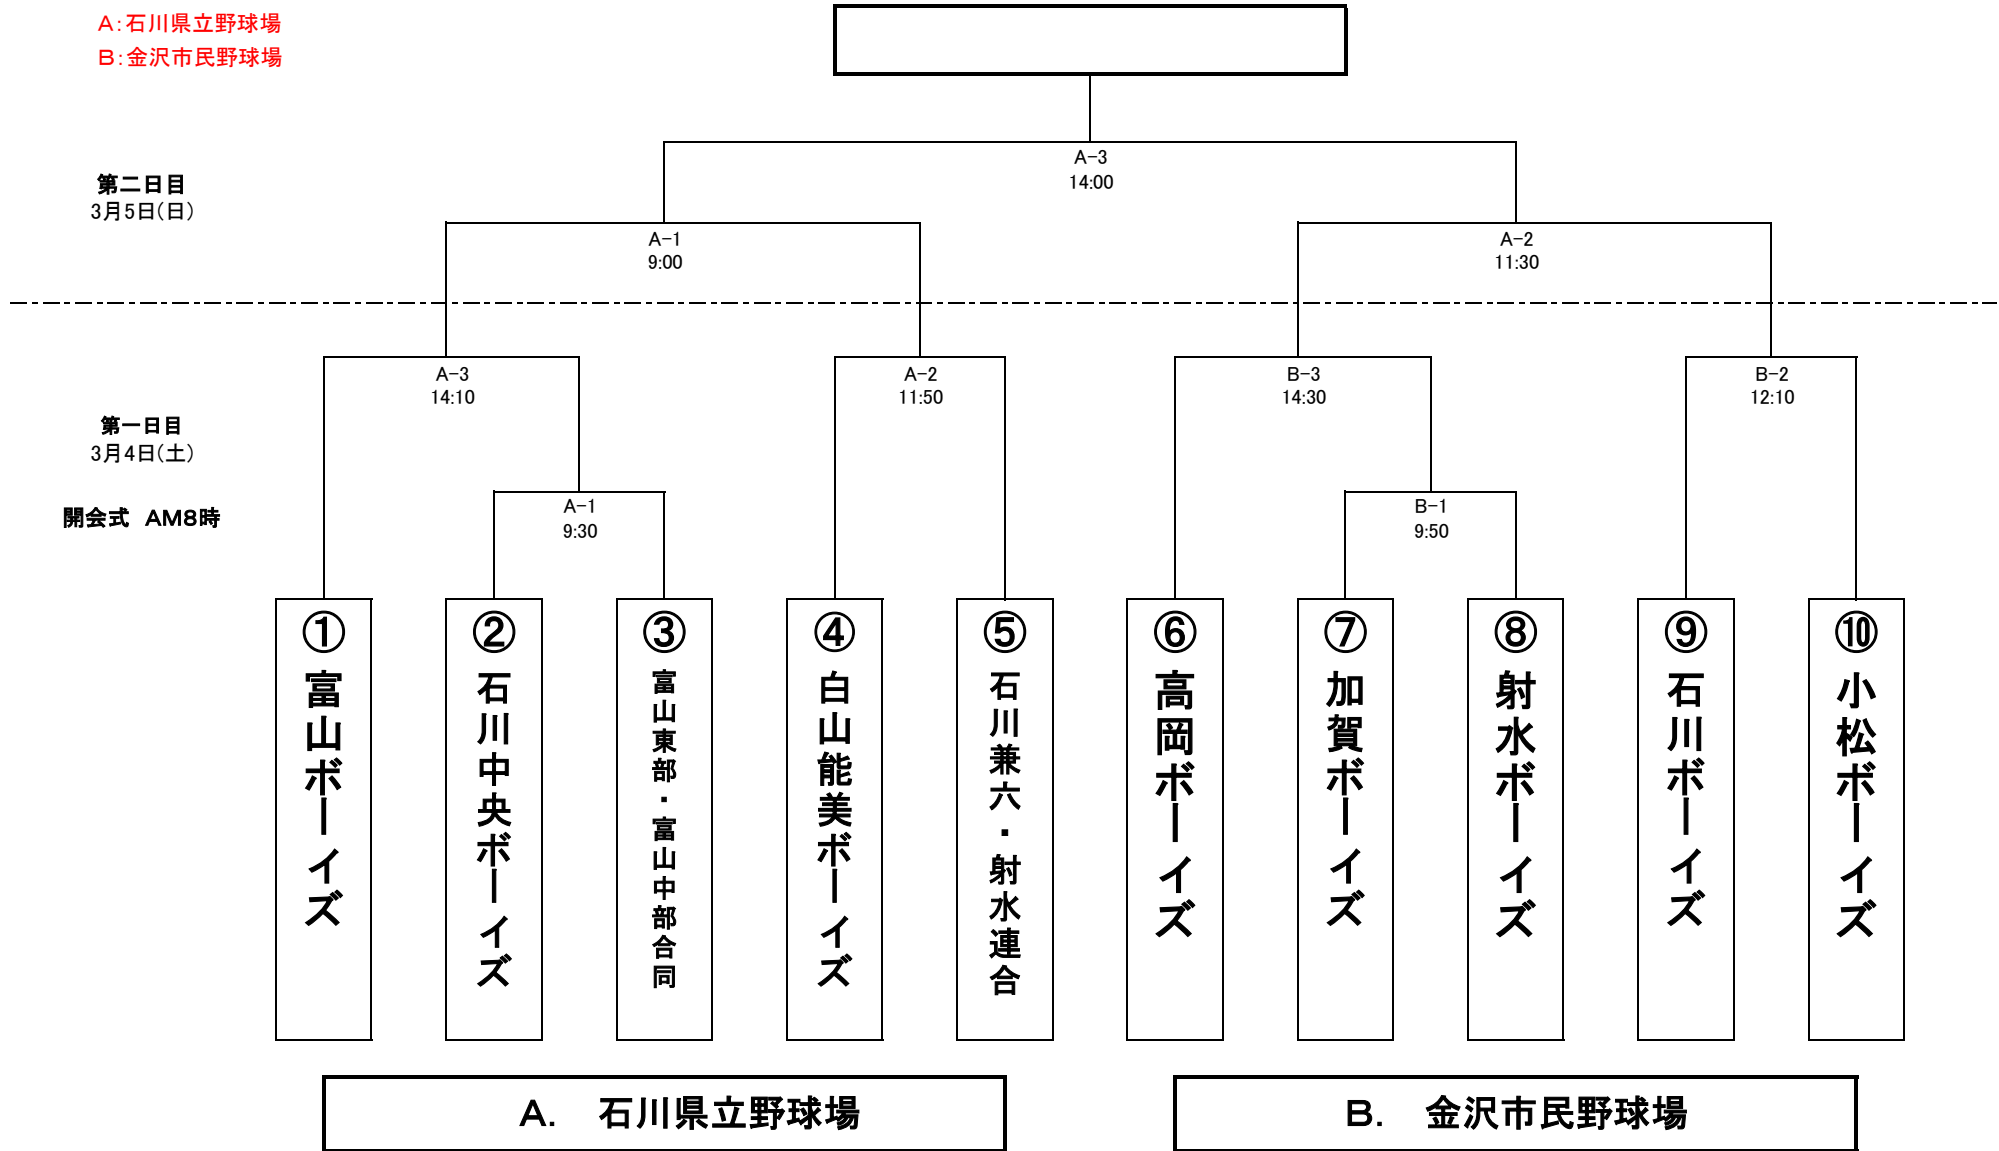 A:石川県立野球場
B:金沢市民野球場
A-3
14:00
第二日目
3月5日(日)
A-1
9:00
A-2
11:30
A-3
14:10
A-2
11:50
B-3
14:30
B-2
12:10
第一日目
3月4日(土)
開会式 AM8時
A-1
9:30
B-1
9:50
①富山ボーイズ
②石川中央ボーイズ
③富山東部・富山中部合同
④白山能美ボーイズ
⑤石川兼六・射水連合
⑥高岡ボーイズ
⑦加賀ボーイズ
⑧射水ボーイズ
⑨石川ボーイズ
⑩小松ボーイズ
A. 石川県立野球場
B. 金沢市民野球場